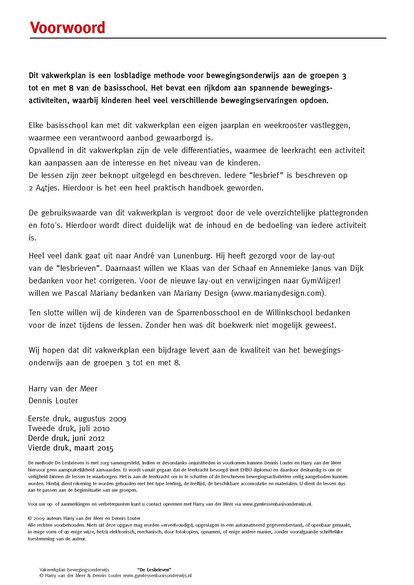 Voorwoord
Dit vakwerkplan is een losbladige methode voor bewegingsonderwijs aan de groepen 3
tot en met 8 van de basisschool. Het bevat een rijkdom aan spannende bewegings-
activiteiten, waarbij kinderen heel veel verschillende bewegingservaringen opdoen.
Elke basisschool kan met dit vakwerkplan een eigen jaarplan en weekrooster vastleggen,
waarmee een verantwoord aanbod gewaarborgd is.
Opvallend in dit vakwerkplan zijn de vele differentiaties, waarmee de leerkracht een activiteit
kan aanpassen aan de interesse en het niveau van de kinderen.
De lessen zijn zeer beknopt uitgelegd en beschreven. Iedere “lesbrief” is beschreven op
2 A4tjes. Hierdoor is het een heel praktisch handboek geworden.
De gebruikswaarde van dit vakwerkplan is vergroot door de vele overzichtelijke plattegronden
en foto's. Hierdoor wordt direct duidelijk wat de inhoud en de bedoeling van iedere activiteit
is.
Heel veel dank gaat uit naar André van Lunenburg. Hij heeft gezorgd voor de lay-out
van de “lesbrieven”. Daarnaast willen we Klaas van der Schaaf en Annemieke Janus van Dijk
bedanken voor het corrigeren. Voor de nieuwe lay-out en verwijzingen naar GymWijzer!
willen we Pascal Mariany bedanken van Mariany Design (www.marianydesign.com).
Ten slotte willen wij de kinderen van de Sparrenbosschool en de Willinkschool bedanken
voor de inzet tijdens de lessen. Zonder hen was dit boekwerk niet mogelijk geweest.
Wij hopen dat dit vakwerkplan een bijdrage levert aan de kwaliteit van het bewegings-
onderwijs aan de groepen 3 tot en met 8.
Harry van der Meer
Dennis Louter
Eerste druk, augustus 2009
Tweede druk, juli 2010
Derde druk, juni 2012
Vierde druk, maart 2015
De methode De Lesbrieven is met zorg samengesteld. Indien er desondanks onjuistheden in voorkomen kunnen Dennis Louter en Harry van der Meer
hiervoor geen aansprakelijkheid aanvaarden. Er wordt vanuit gegaan dat de leerkracht bevoegd (met EHBO diploma) en daardoor deskundig is om de
veiligheid binnen de lessen te waarborgen. Het is aan de leerkracht om in te schatten of de beschreven bewegingsactiviteiten veilig aangeboden kunnen
worden. Hierbij dient rekening te worden gehouden met het type leerling, de leeftijd, de beschikbare accomodatie en materialen. U dient de lessen dus
aan te passen aan de beginsituatie van uw groepen.
Voor uw op- of aanmerkingen en verbeterpunten kunt u contact opnemen met Harry van der Meer via www.gymlessenbasisonderwijs.nl.
© 2009 auteurs Harry van der Meer en Dennis Louter
Alle rechten voorbehouden. Niets uit deze opgave mag worden verveelvoudigd, opgeslagen in een automatiseerd gegevensbestand, of openbaar gemaakt,
in enige vorm of op enige wijze, hetzij elektronisch, mechanisch, door fotokopien, opnamen, of enige andere manier, zonder voorafgaande schriftelijke
toestemming van de auteur.
Vakwerkplan Bewegingsonderwijs “De Lesbrieven”
© Harry van der Meer & Dennis Louter www.gymlessenbasisonderwijs.nl